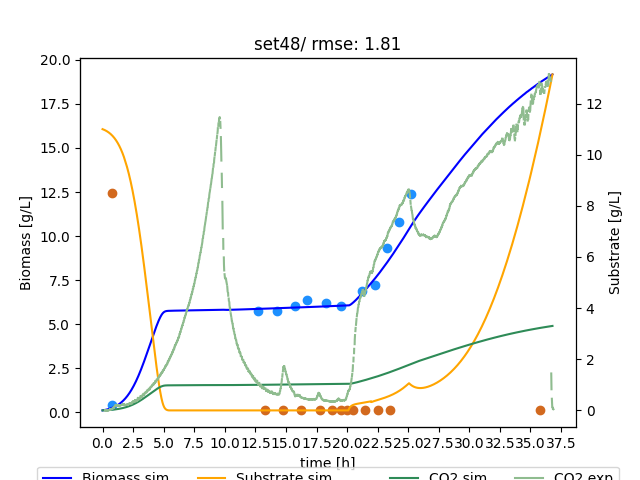 set48/ rmse: 1.81
20.0
17.5
15.0
12.5
10.0
7.5
5.0
2.5
0.0
Biomass [g/L]
12
10
8
6
4
2
0
Substrate [g/L]
0.0 2.5 5.0 7.5 10.0 12.5 15.0 17.5 20.0 22.5 25.0 27.5 30.0 32.5 35.0 37.5
time [h]
Biomass sim Substrate sim CO2 sim CO2 exp